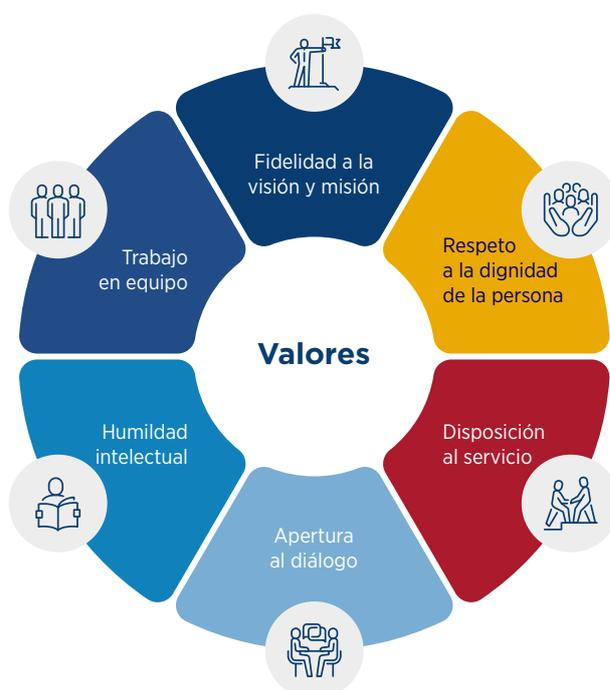 Fidelidad a la
visión y misión
Respeto
a la dignidad
de la persona
Disposición
al servicio
Apertura
al diálogo
Humildad
intelectual
Trabajo
en equipo
Valores